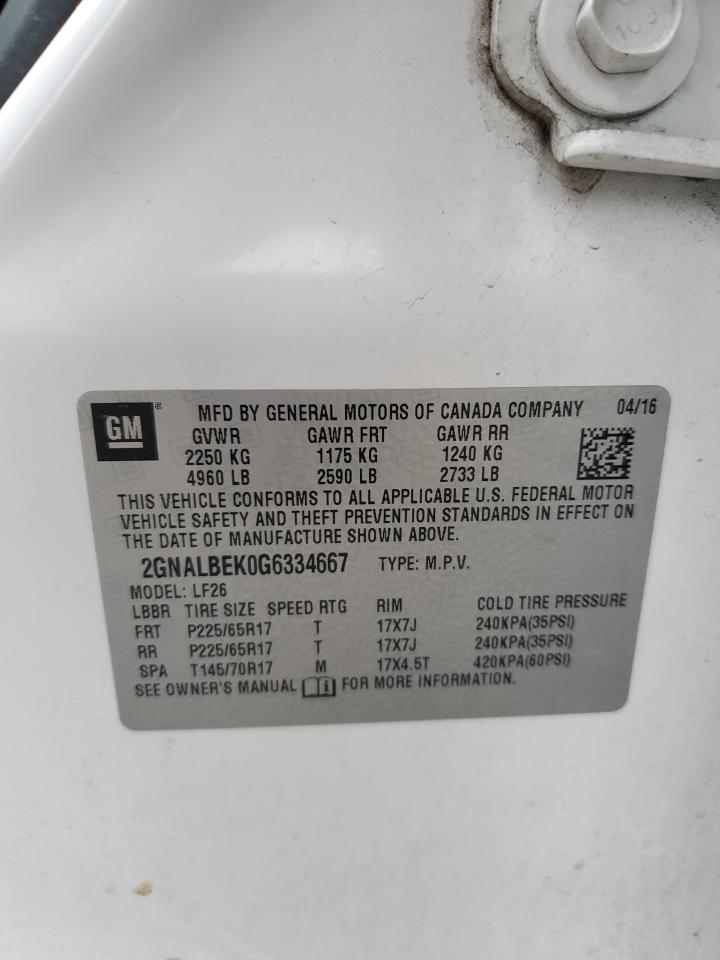 GM ® MFD BY GENERAL MOTORS OF CANADA COMPANY 04/16
GVWR GAWR FRT GAWR RR
2250 KG 1175 KG 1240 KG
4960 LB 2590 LB 2733 LB
THIS VEHICLE CONFORMS TO ALL APPLICABLE U.S. FEDERAL MOTOR
VEHICLE SAFETY AND THEFT PREVENTION STANDARDS IN EFFECT ON
THE DATE OF MANUFACTURE SHOWN ABOVE.
2GNALBEK0G6334667 TYPE: M.P.V.
MODEL: LF26
LBBR TIRE SIZE SPEED RTG RIM COLD TIRE PRESSURE
FRT P225/65R17 T 17X7J 240KPA(35PSI)
RR P225/65R17 T 17X7J 240KPA(35PSI)
SPA T145/70R17 M 17X4.5T 420KPA(60PSI)
SEE OWNER'S MANUAL FOR MORE INFORMATION.